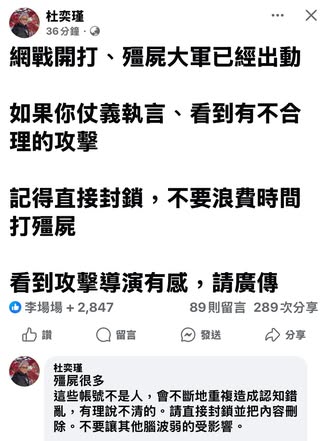 杜奕瑾
36分鐘 ·
網戰開打、殭屍大軍已經出動
如果你仗義執言、看到有不合
理的攻擊
記得直接封鎖，不要浪費時間
打殭屍
看到攻擊導演有感，請廣傳
李場場 + 2,847
89則留言 289次分享
讚
留言
發送
分享
杜奕瑾
殭屍很多
這些帳號不是人，會不斷地重複造成認知錯
亂，有理說不清的。請直接封鎖並把內容刪
除。不要讓其他腦波弱的受影響。